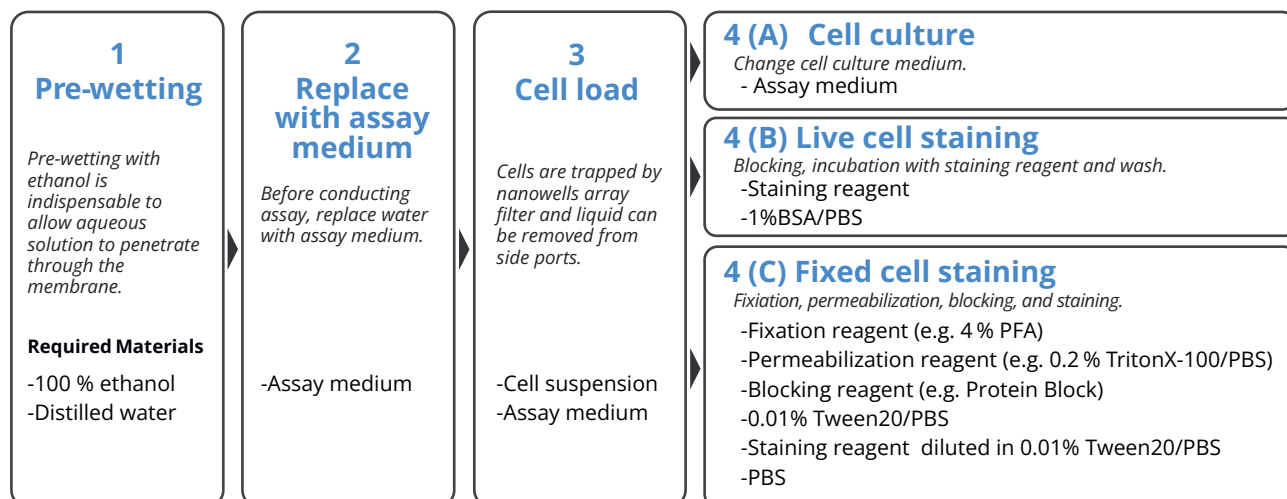 1
Pre-wetting
Pre-wetting with
ethanol is
indispensable to
allow aqueous
solution to penetrate
through the
membrane.
Required Materials
-100 % ethanol
-Distilled water
2
Replace
with assay
medium
Before conducting
assay, replace water
with assay medium.
-Assay medium
3
Cell load
Cells are trapped by
nanowells array
filter and liquid can
be removed from
side ports.
-Cell suspension
-Assay medium
4 (A) Cell culture
Change cell culture medium.
- Assay medium
4 (B) Live cell staining
Blocking, incubation with staining reagent and wash.
-Staining reagent
-1%BSA/PBS
4 (C) Fixed cell staining
Fixiation, permeabilization, blocking, and staining.
-Fixation reagent (e.g. 4 % PFA)
-Permeabilization reagent (e.g. 0.2 % TritonX-100/PBS)
-Blocking reagent (e.g. Protein Block)
-0.01% Tween20/PBS
-Staining reagent diluted in 0.01% Tween20/PBS
-PBS